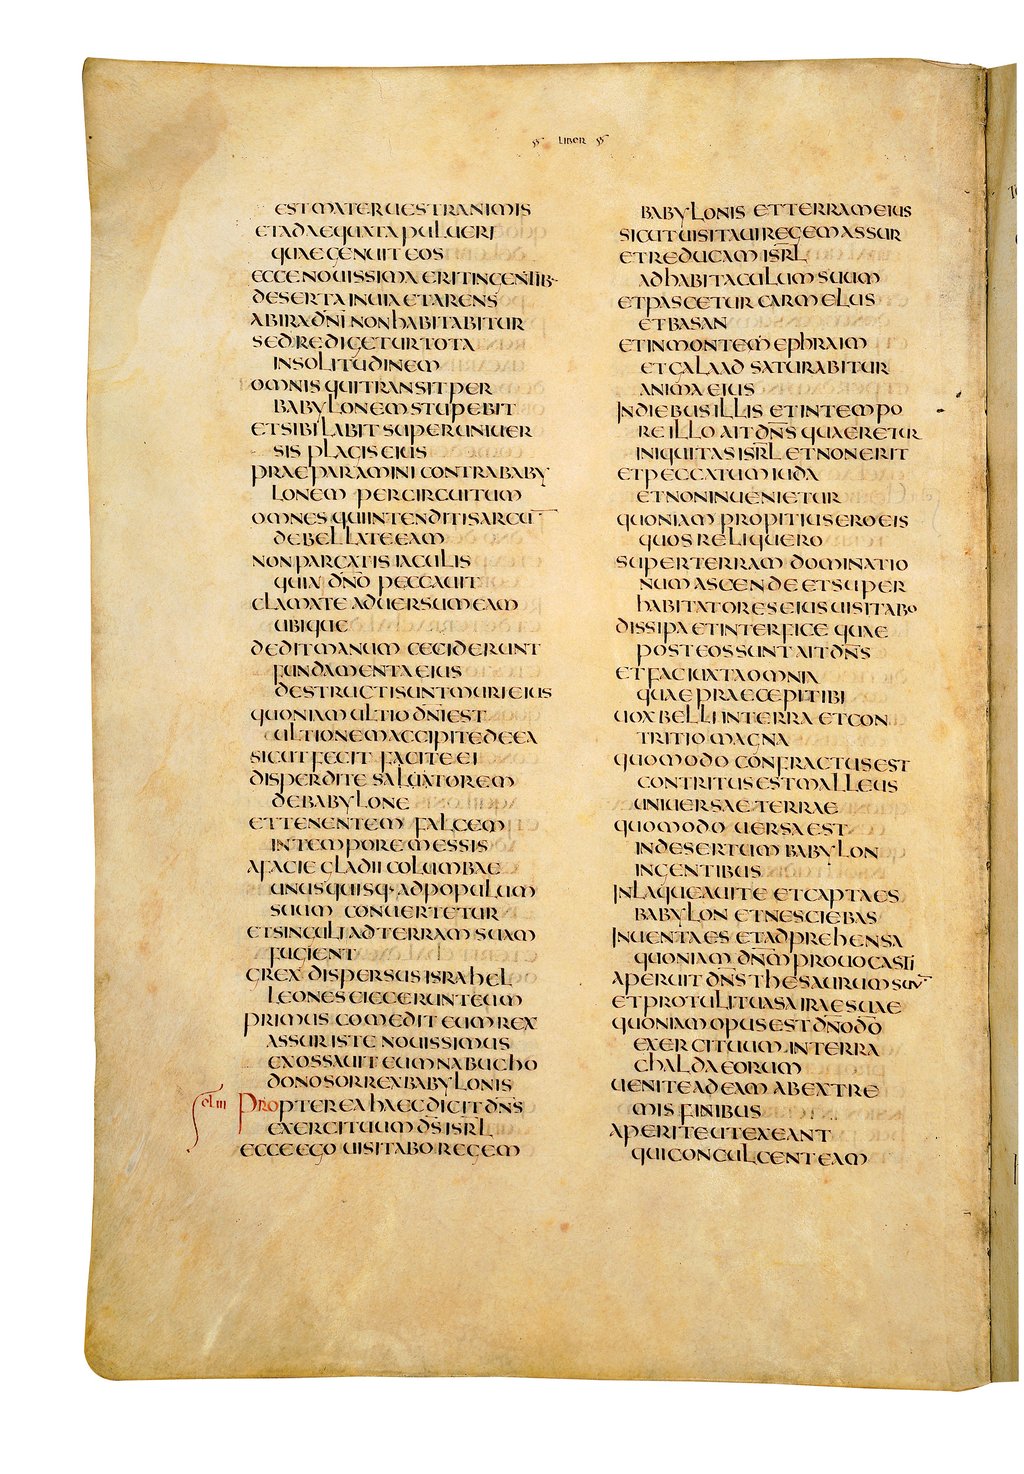 LIBER
EST MATER UESTRA NIMIS
ET ADAEQUATA PULUERI
QUAE GENUIT EOS
ECCE NOUISSIMA ERIT IN GENTIB·
DESERTA INUIA ET ARENS
AB IRA DNI NON HABITABITUR
SED REDIGETUR TOTA
IN SOLITUDINEM
OMNIS QUI TRANSIT PER
BABYLONEM STUPEBIT
ET SIBILABIT SUPER UNIUER
SIS PLAGIS EIUS
PRAEPARAMINI CONTRA BABY
LONEM PER CIRCUITUM
OMNES QUI INTENDITIS ARCU¯
DEBELLATE EAM
NON PARCATIS IACULIS
QUIA DNO PECCAUIT
CLAMATE ADUERSUM EAM
UBIQUE
DEDIT MANUM CECIDERUNT
FUNDAMENTA EIUS
DESTRUCTI SUNT MURI EIUS
QUONIAM ULTIO DNI EST
ULTIONEM ACCIPITE DE EA
SICUT FECIT FACITE EI
DISPERDITE SALUATOREM
DE BABYLONE
ET TENENTEM FALCEM
IN TEMPORE MESSIS
A FACIE GLADII COLUMBAE
UNUSQUISQ· AD POPULUM
SUUM CONUERTETUR
ET SINGULI AD TERRAM SUAM
FUGIENT
GREX DISPERSUS ISRAHEL
LEONES EIECERUNT EUM
PRIMUS COMEDIT EUM REX
ASSUR ISTE NOUISSIMUS
EXOSSAUIT EUM NABUCHO
DONOSOR REX BABYLONIS
PROPTEREA HAEC DICIT DNS
EXERCITUUM DS ISRL
ECCE EGO UISITABO REGEM
BABYLONIS ET TERRAM EIUS
SICUT UISITAUI REGEM ASSUR
ET REDUCAM ISRL
AD HABITACULUM SUUM
ET PASCETUR CARMELUS
ET BASAN
ET IN MONTEM EPHRAIM
ET GALAAD SATURABITUR
ANIMA EIUS
IN DIEBUS ILLIS ET IN TEMPO
RE ILLO AIT DNS QUAERETUR
INIQUITAS ISRL ET NON ERIT
ET PECCATUM IUDA
ET NON INUENIETUR
QUONIAM PROPITIUS ERO EIS
QUOS RELIQUERO
SUPER TERRAM DOMINATIO
NUM ASCENDE ET SUPER
HABITATORES EIUS UISITABO
DISSIPA ET INTERFICE QUAE
POST EOS SUNT AIT DNS
ET FAC IUXTA OMNIA
QUAE PRAECEPI TIBI
UOX BELLI IN TERRA ET CON
TRITIO MAGNA
QUOMODO CONFRACTUS EST
CONTRITUS EST MALLEUS
UNIUERSAE TERRAE
QUOMODO UERSA EST
IN DESERTUM BABYLON
IN GENTIBUS
INLAQUEAUI TE ET CAPTA ES
BABYLON ET NESCIEBAS
INUENTA ES ET ADPREHENSA
QUONIAM DNM PROUOCASTI
APERUIT DNS THESAURUM SUU¯
ET PROTULIT UASA IRAE SUAE
QUONIAM OPUS EST DNO DO
EXERCITUUM IN TERRA
CHALDAEORUM
UENITE AD EAM AB EXTRE
MIS FINIBUS
APERITE UT EXEANT
QUI CONCULCENT EAM